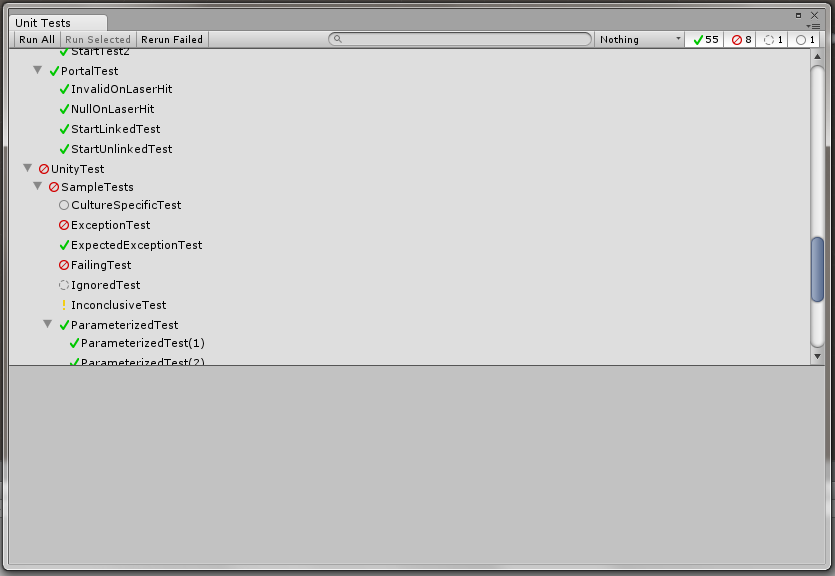 Unit Tests
Run All Run Selected Rerun Failed Nothing 55 8 1 1
StartTest2
PortalTest
InvalidOnLaserHit
NullOnLaserHit
StartLinkedTest
StartUnlinkedTest
UnityTest
SampleTests
CultureSpecificTest
ExceptionTest
ExpectedExceptionTest
FailingTest
IgnoredTest
InconclusiveTest
ParameterizedTest
ParameterizedTest(1)
ParameterizedTest(2)